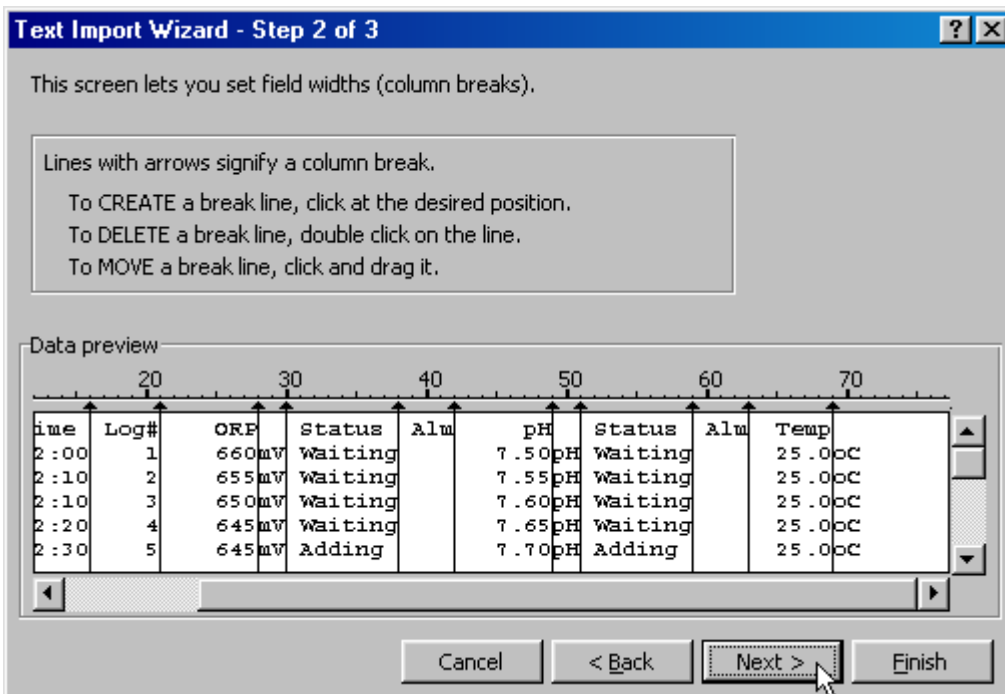 Text Import Wizard - Step 2 of 3
This screen lets you set field widths (column breaks).
Lines with arrows signify a column break.
To CREATE a break line, click at the desired position.
To DELETE a break line, double click on the line.
To MOVE a break line, click and drag it.
Data preview
20 30 40 50 60 70
ime Log# ORP Status Alm pH Status Alm Temp
2:00 1 660mV Waiting 7.50pH Waiting 25.0oC
2:10 2 655mV Waiting 7.55pH Waiting 25.0oC
2:10 3 650mV Waiting 7.60pH Waiting 25.0oC
2:20 4 645mV Waiting 7.65pH Waiting 25.0oC
2:30 5 645mV Adding 7.70pH Adding 25.0oC
Cancel < Back Next > Finish